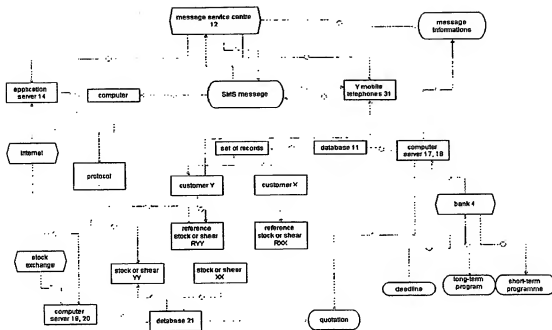 message service centre
12
message
informations
application
server 14
computer
SMS message
Y mobile
telephones 31
internet
protocol
set of records
database 11
computer
server 17, 18
customer Y
customer X
bank 4
reference
stock or shear
RYY
reference
stock or shear
RXX
stock
exchange
stock or shear
YY
stock or shear
XX
deadline
long-term
program
short-term
programme
computer
server 19, 20
database 21
quotation